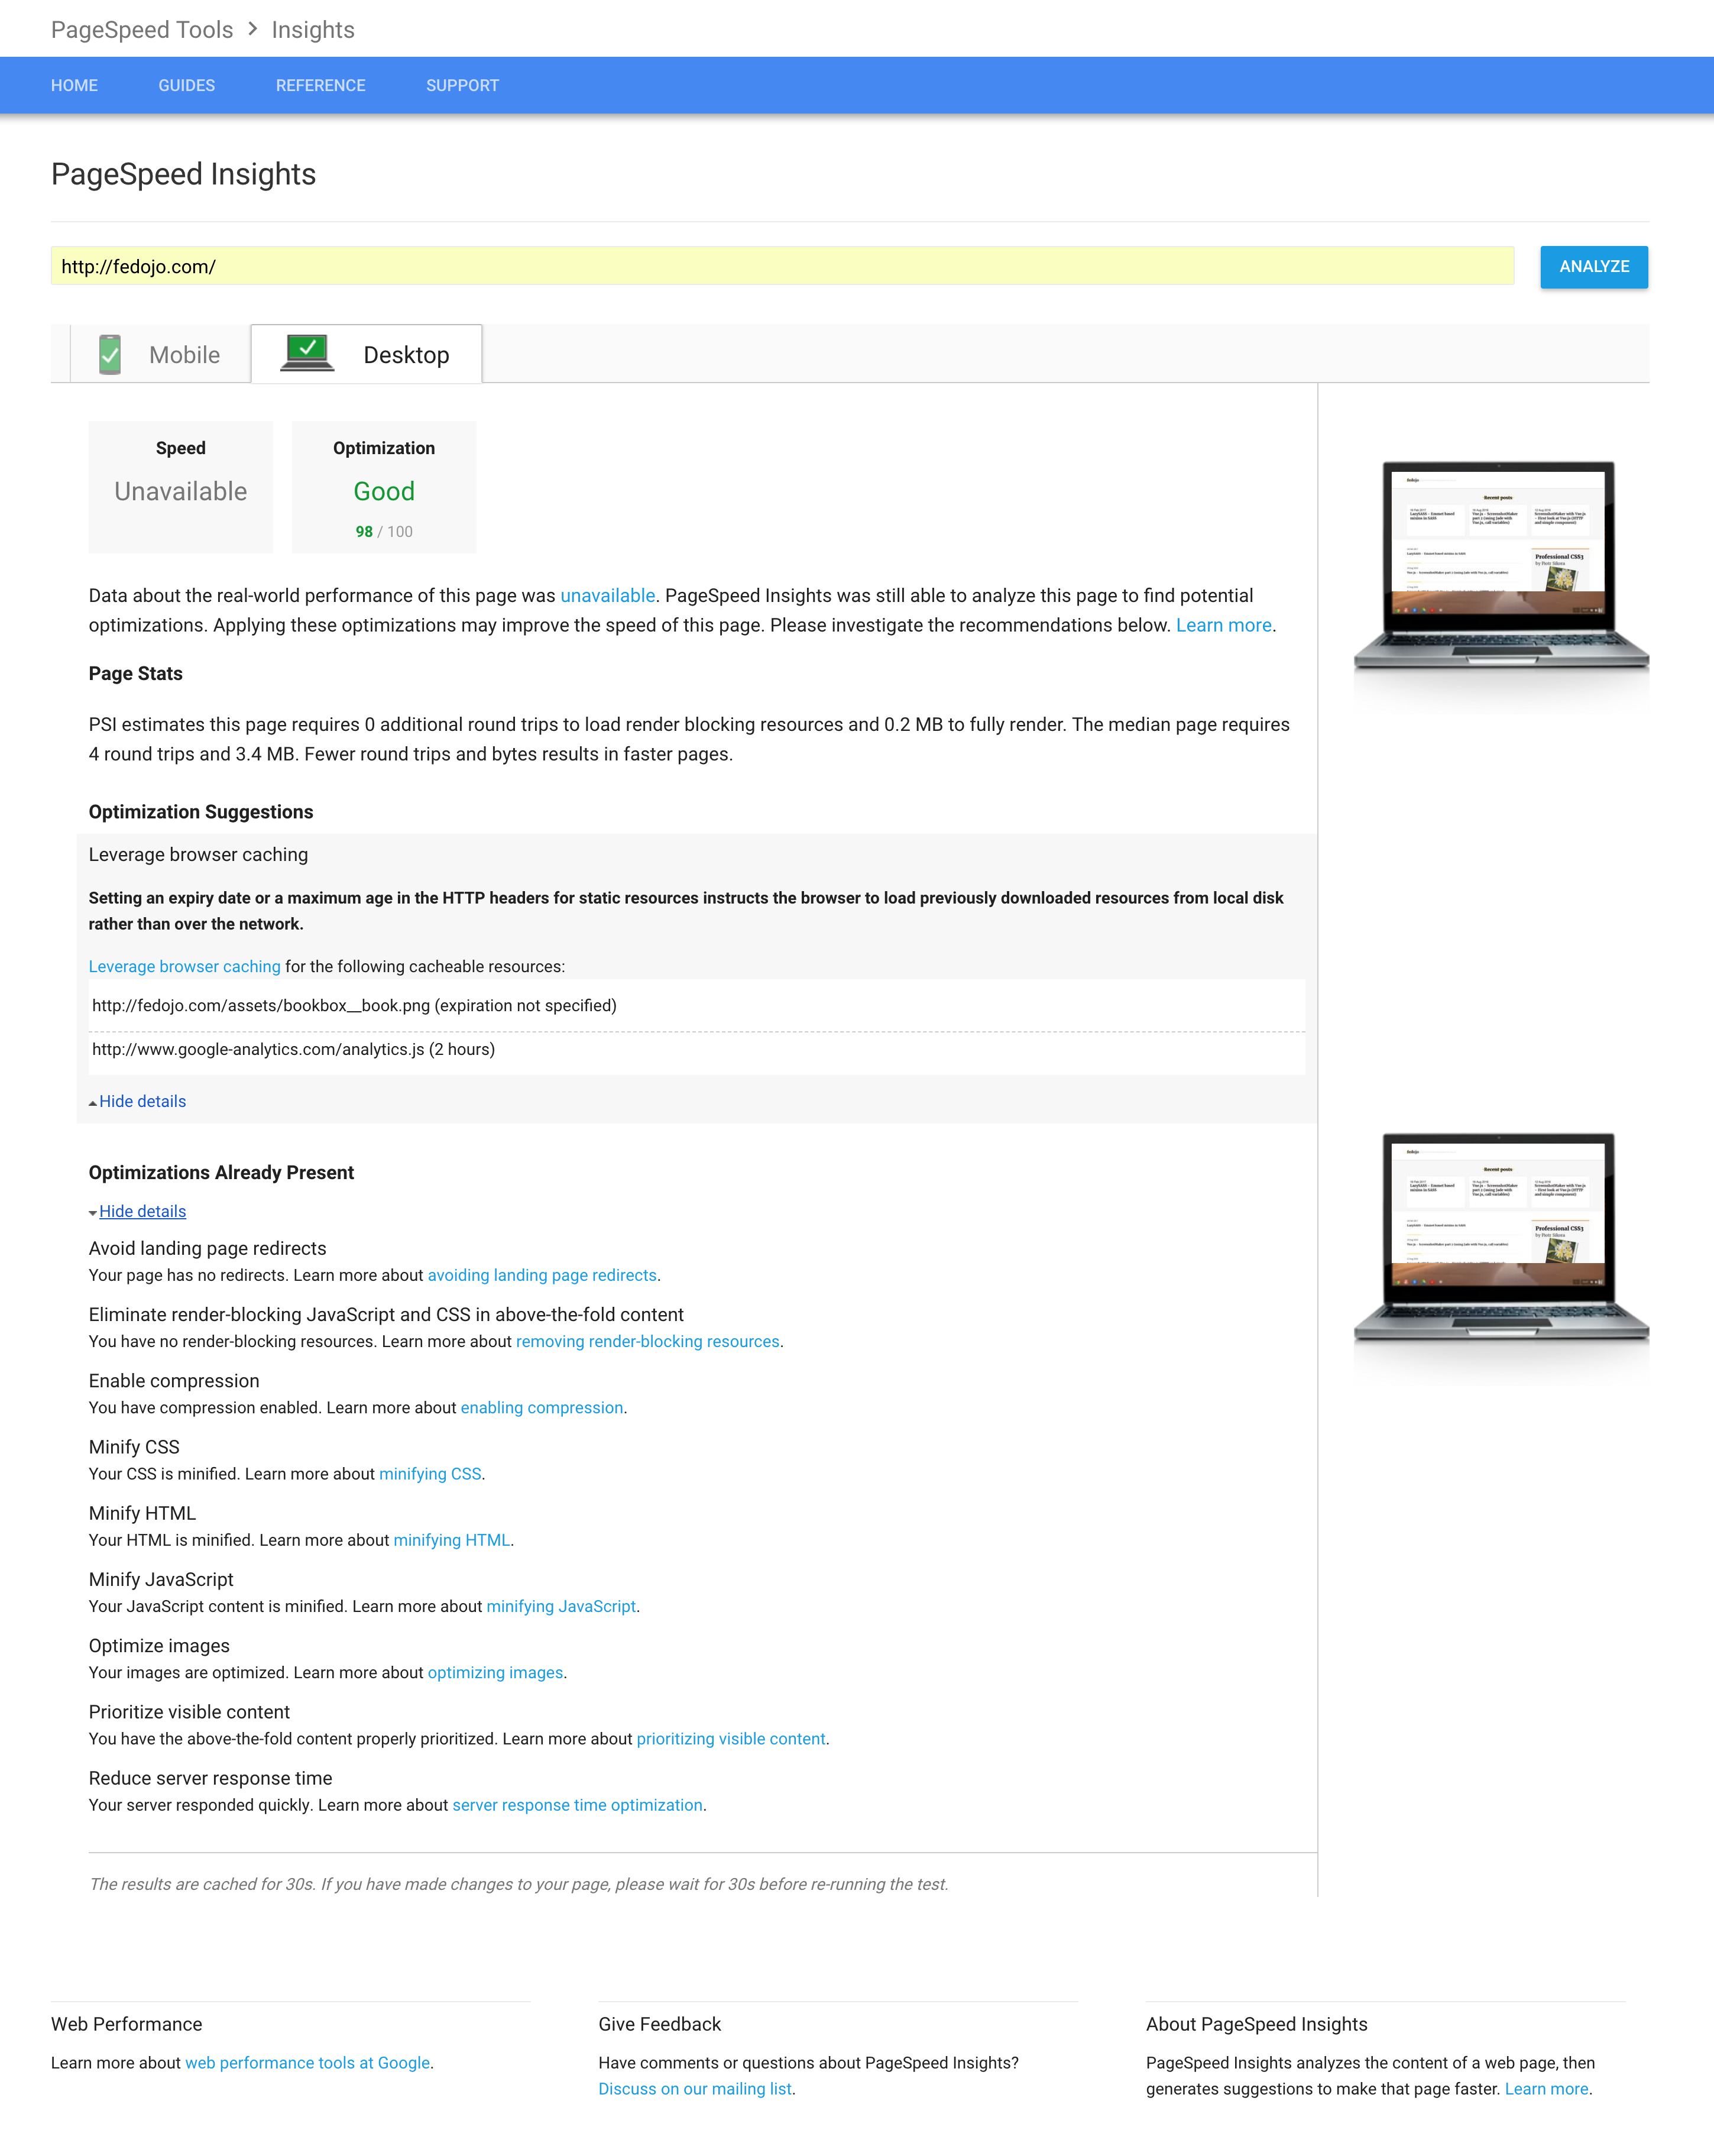 PageSpeed Tools > Insights
HOME GUIDES REFERENCE SUPPORT
PageSpeed Insights
http://fedojo.com/
ANALYZE
Mobile
Desktop
Speed
Unavailable
Optimization
Good
98 / 100
Data about the real-world performance of this page was unavailable. PageSpeed Insights was still able to analyze this page to find potential
optimizations. Applying these optimizations may improve the speed of this page. Please investigate the recommendations below. Learn more.
Page Stats
PSI estimates this page requires 0 additional round trips to load render blocking resources and 0.2 MB to fully render. The median page requires
4 round trips and 3.4 MB. Fewer round trips and bytes results in faster pages.
Optimization Suggestions
Leverage browser caching
Setting an expiry date or a maximum age in the HTTP headers for static resources instructs the browser to load previously downloaded resources from local disk
rather than over the network.
Leverage browser caching for the following cacheable resources:
http://fedojo.com/assets/bookbox__book.png (expiration not specified)
http://www.google-analytics.com/analytics.js (2 hours)
Hide details
Optimizations Already Present
Hide details
Avoid landing page redirects
Your page has no redirects. Learn more about avoiding landing page redirects.
Eliminate render-blocking JavaScript and CSS in above-the-fold content
You have no render-blocking resources. Learn more about removing render-blocking resources.
Enable compression
You have compression enabled. Learn more about enabling compression.
Minify CSS
Your CSS is minified. Learn more about minifying CSS.
Minify HTML
Your HTML is minified. Learn more about minifying HTML.
Minify JavaScript
Your JavaScript content is minified. Learn more about minifying JavaScript.
Optimize images
Your images are optimized. Learn more about optimizing images.
Prioritize visible content
You have the above-the-fold content properly prioritized. Learn more about prioritizing visible content.
Reduce server response time
Your server responded quickly. Learn more about server response time optimization.
The results are cached for 30s. If you have made changes to your page, please wait for 30s before re-running the test.
fedojo
Recent posts
Professional CSS3
by Piotr Sikora
fedojo
Recent posts
Professional CSS3
by Piotr Sikora
Web Performance
Learn more about web performance tools at Google.
Give Feedback
Have comments or questions about PageSpeed Insights?
Discuss on our mailing list.
About PageSpeed Insights
PageSpeed Insights analyzes the content of a web page, then
generates suggestions to make that page faster. Learn more.